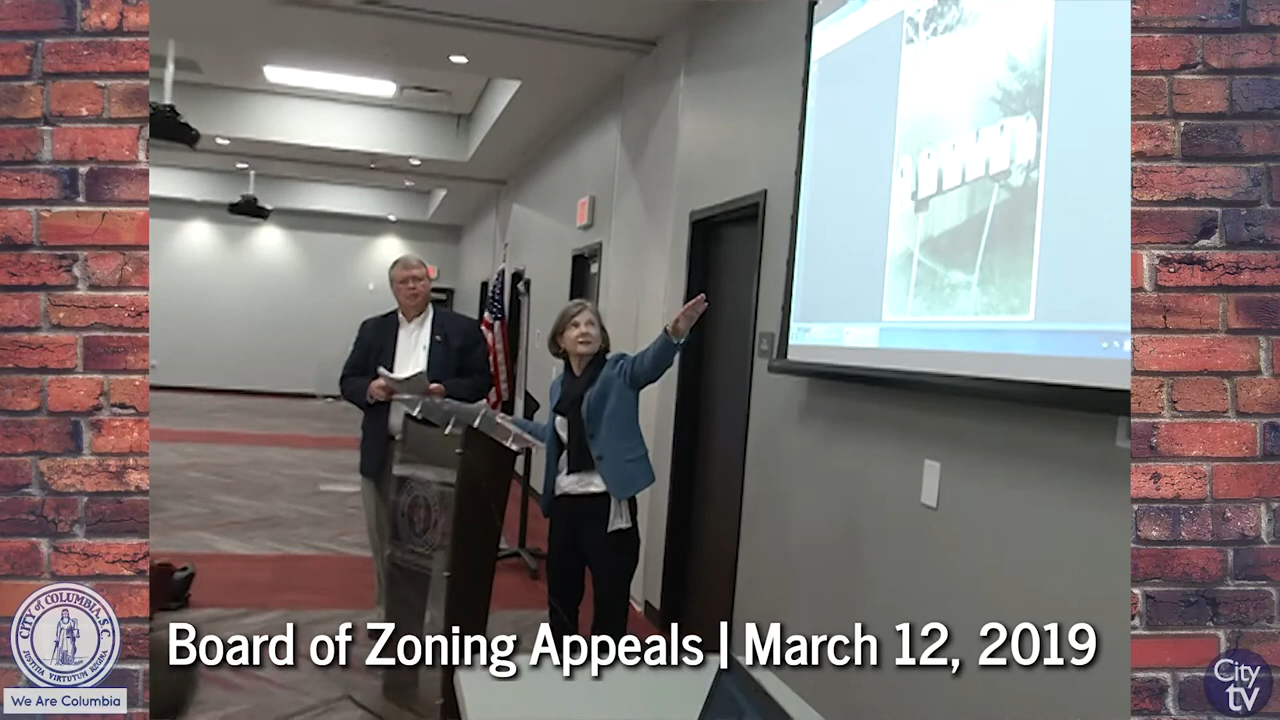 Board of Zoning Appeals | March 12, 2019
CITY of COLUMBIA, S.C.
JUSTITIA VIRTUTUM REGINA
We Are Columbia
City
tv